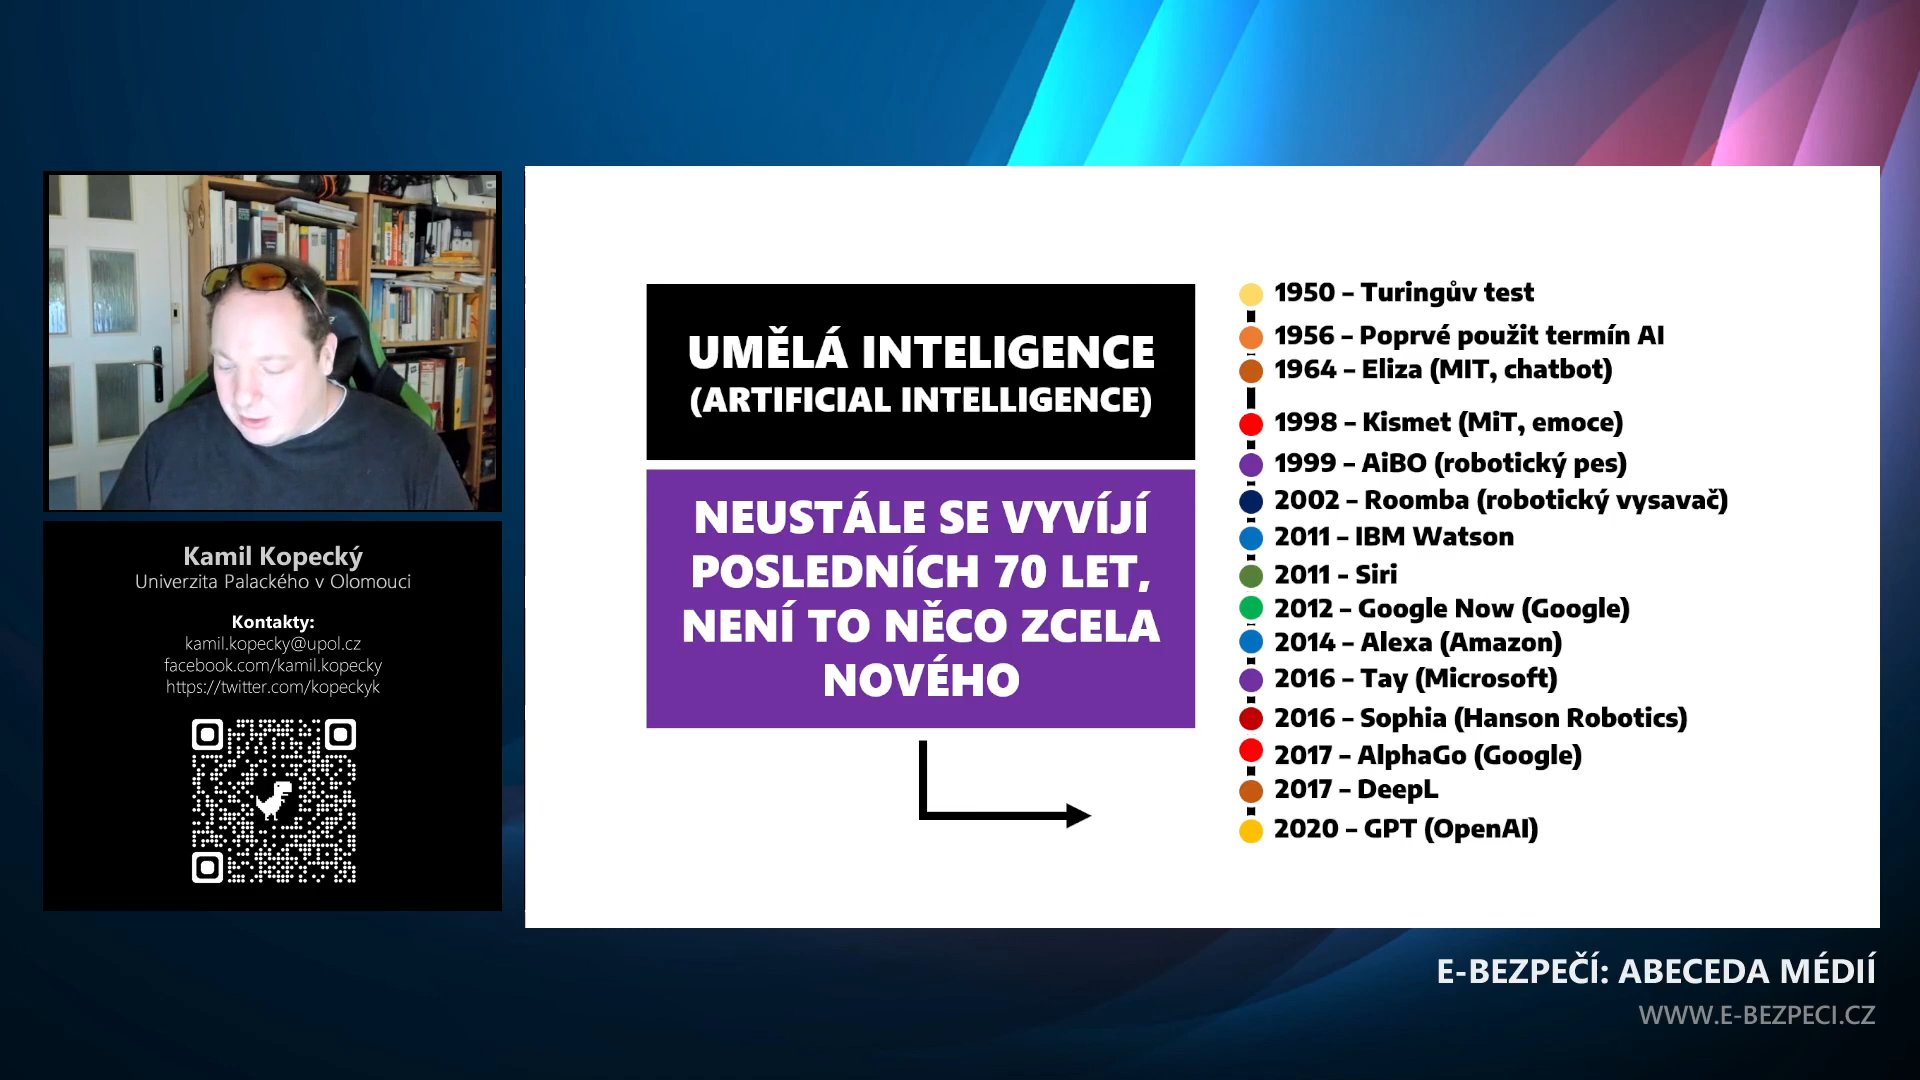 Kamil Kopecký
Univerzita Palackého v Olomouci
Kontakty:
kamil.kopecky@upol.cz
facebook.com/kamil.kopecky
https://twitter.com/kopeckyk
UMĚLÁ INTELIGENCE
(ARTIFICIAL INTELLIGENCE)
NEUSTÁLE SE VYVÍJÍ
POSLEDNÍCH 70 LET,
NENÍ TO NĚCO ZCELA
NOVÉHO
1950 – Turingův test
1956 – Poprvé použit termín AI
1964 – Eliza (MIT, chatbot)
1998 – Kismet (MiT, emoce)
1999 – AiBO (robotický pes)
2002 – Roomba (robotický vysavač)
2011 – IBM Watson
2011 – Siri
2012 – Google Now (Google)
2014 – Alexa (Amazon)
2016 – Tay (Microsoft)
2016 – Sophia (Hanson Robotics)
2017 – AlphaGo (Google)
2017 – DeepL
2020 – GPT (OpenAI)
E-BEZPEČÍ: ABECEDA MÉDIÍ
WWW.E-BEZPECI.CZ